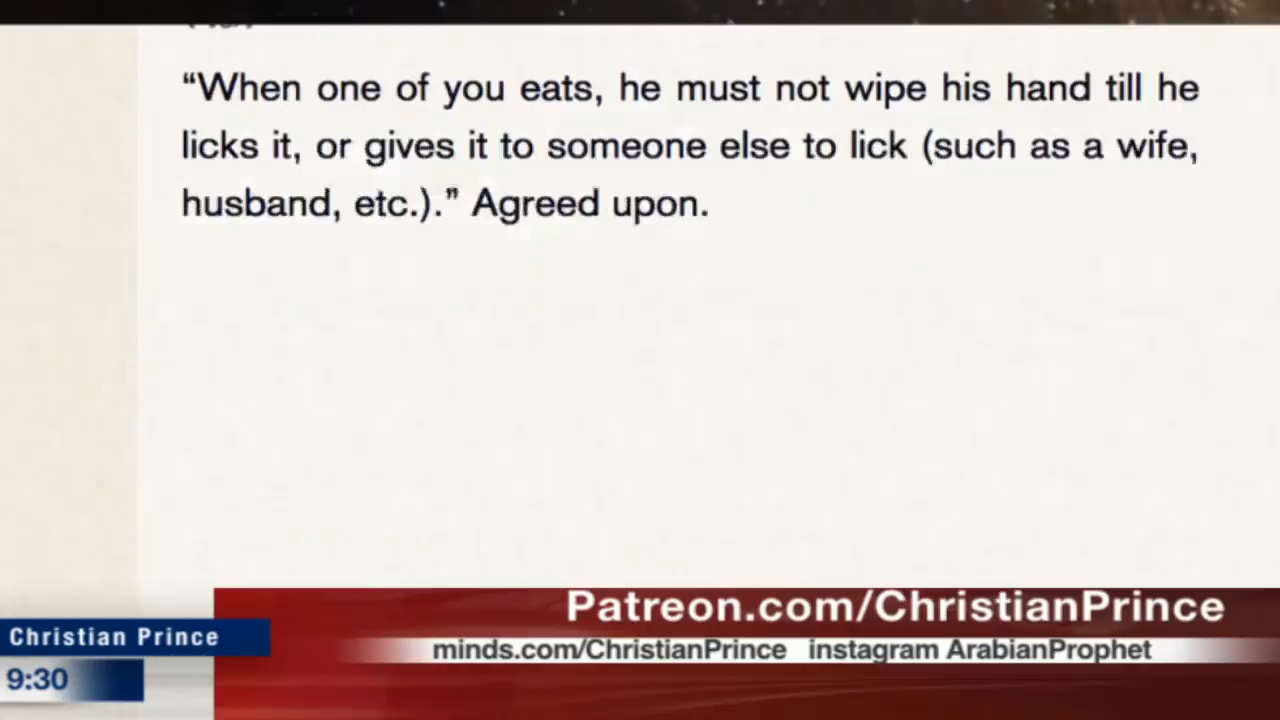 “When one of you eats, he must not wipe his hand till he
licks it, or gives it to someone else to lick (such as a wife,
husband, etc.).” Agreed upon.
Patreon.com/ChristianPrince
Christian Prince
minds.com/ChristianPrince instagram ArabianProphet
9:30